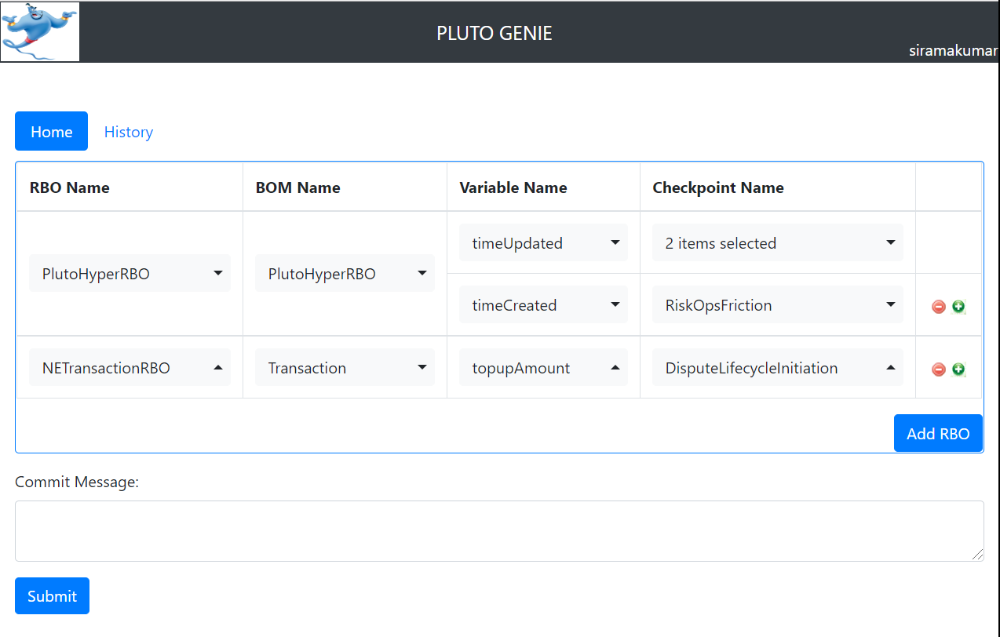 PLUTO GENIE
siramakumar
Home History
RBO Name BOM Name Variable Name Checkpoint Name
timeUpdated 2 items selected
PlutoHyperRBO PlutoHyperRBO
timeCreated RiskOpsFriction
NETransactionRBO Transaction topupAmount DisputeLifecycleInitiation
Add RBO
Commit Message:
Submit